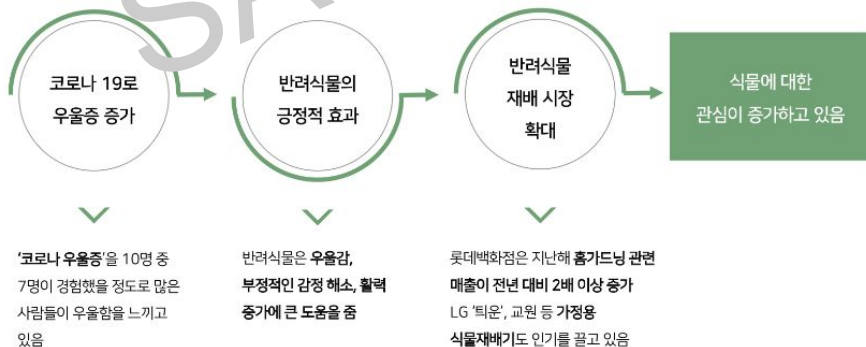 코로나 19로
우울증 증가
반려식물의
긍정적 효과
반려식물
재배 시장
확대
식물에 대한
관심이 증가하고 있음
'코로나 우울증'을 10명 중
7명이 경험했을 정도로 많은
사람들이 우울함을 느끼고
있음
반려식물은 우울감,
부정적인 감정 해소, 활력
증가에 큰 도움을 줌
롯데백화점은 지난해 홈가드닝 관련
매출이 전년 대비 2배 이상 증가
LG '틔운', 교원 등 가정용
식물재배기도 인기를 끌고 있음